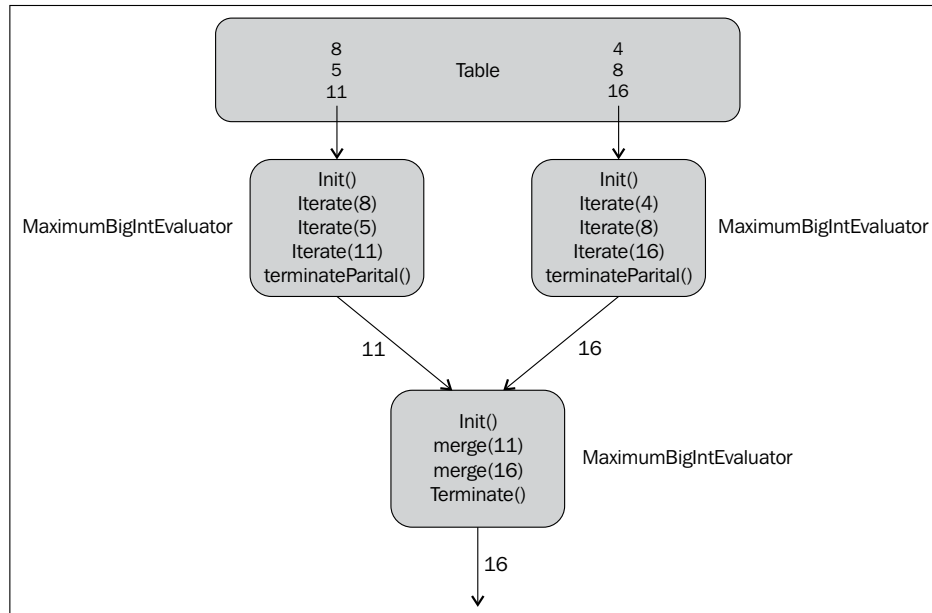 8
5
11
Table
4
8
16
MaximumBigIntEvaluator
Init()
Iterate(8)
Iterate(5)
Iterate(11)
terminateParital()
Init()
Iterate(4)
Iterate(8)
Iterate(16)
terminateParital()
MaximumBigIntEvaluator
11
16
Init()
merge(11)
merge(16)
Terminate()
MaximumBigIntEvaluator
16